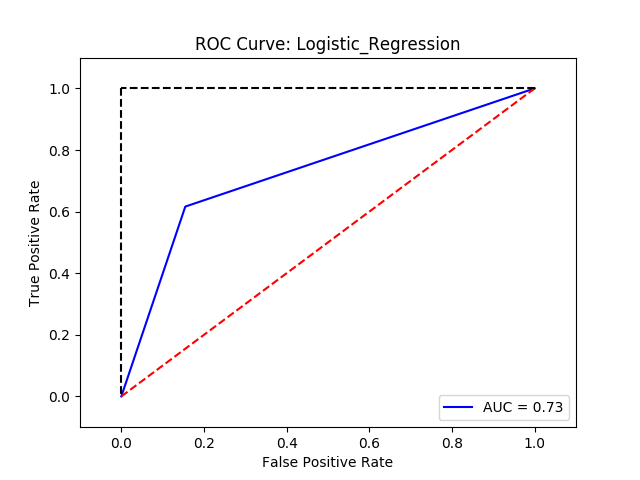 ROC Curve: Logistic_Regression
True Positive Rate
1.0
0.8
0.6
0.4
0.2
0.0
AUC = 0.73
0.0 0.2 0.4 0.6 0.8 1.0
False Positive Rate